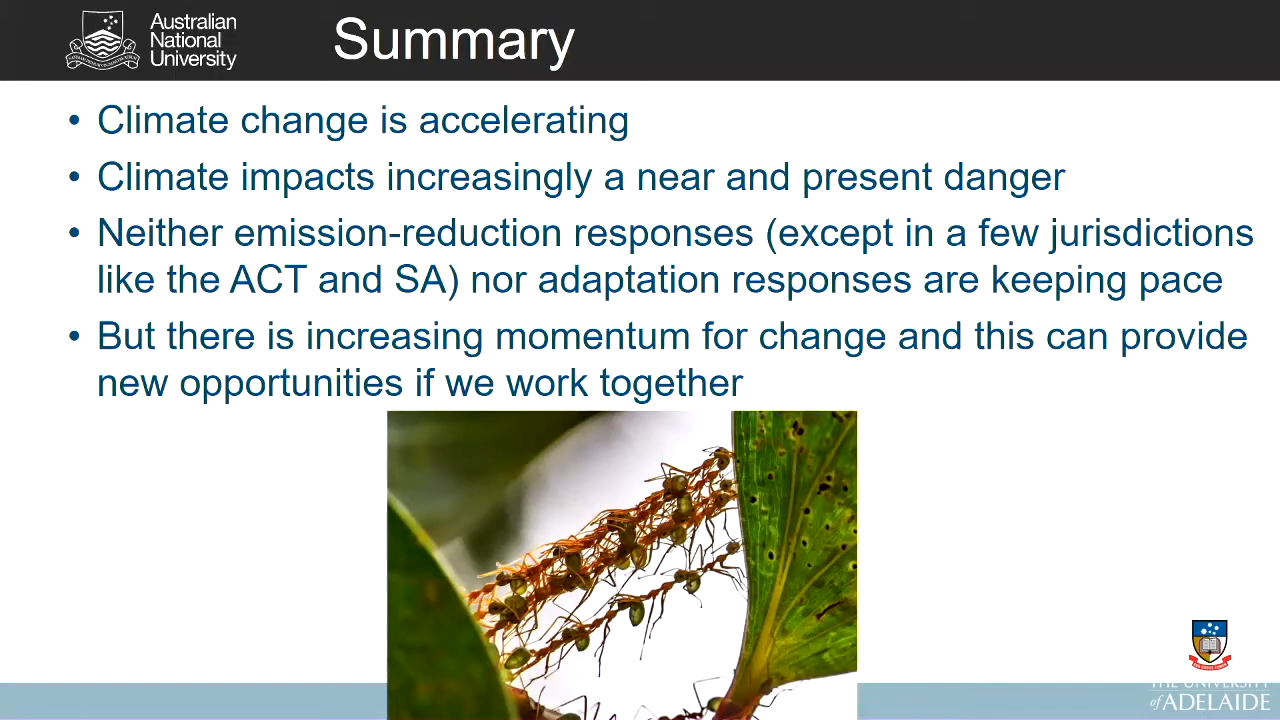 Australian
National
University
Summary
• Climate change is accelerating
• Climate impacts increasingly a near and present danger
• Neither emission-reduction responses (except in a few jurisdictions
like the ACT and SA) nor adaptation responses are keeping pace
• But there is increasing momentum for change and this can provide
new opportunities if we work together
THE UNIVERSITY
of ADELAIDE